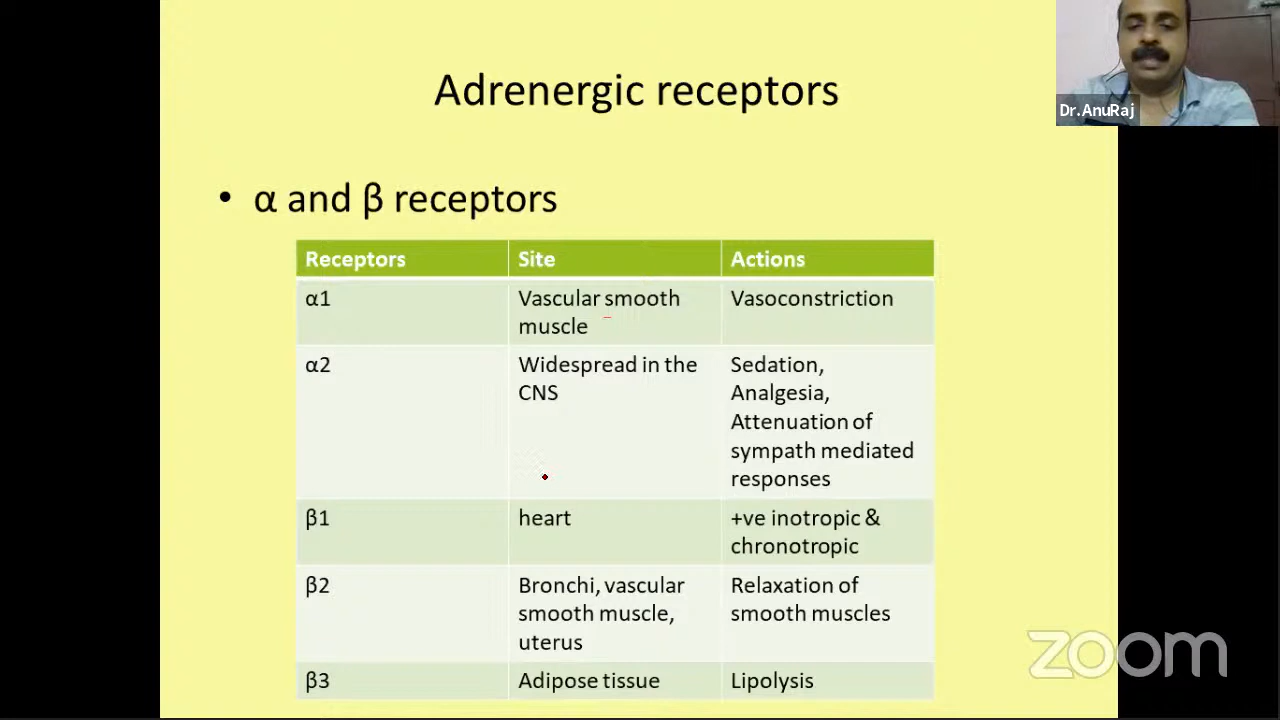 Adrenergic receptors
Dr.AnuRaj
• α and β receptors
Receptors Site Actions
α1 Vascular smooth Vasoconstriction
muscle
α2 Widespread in the Sedation,
CNS Analgesia,
Attenuation of
sympath mediated
responses
β1 heart +ve inotropic &
chronotropic
β2 Bronchi, vascular Relaxation of
smooth muscle, smooth muscles
uterus
β3 Adipose tissue Lipolysis
zoom